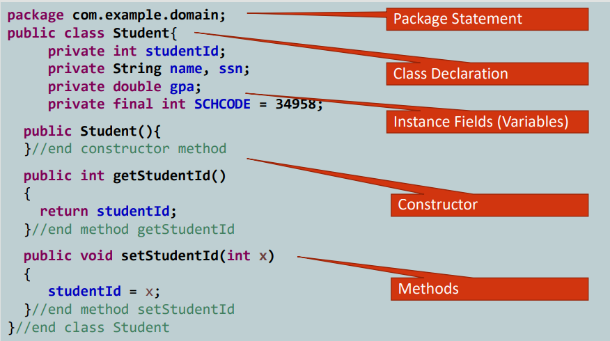 package com.example.domain;
public class Student{
private int studentId;
private String name, ssn;
private double gpa;
private final int SCHCODE = 34958;
public Student(){
}//end constructor method
public int getStudentId()
{
return studentId;
}//end method getStudentId
public void setStudentId(int x)
{
studentId = x;
}//end method setStudentId
}//end class Student
Package Statement
Class Declaration
Instance Fields (Variables)
Constructor
Methods